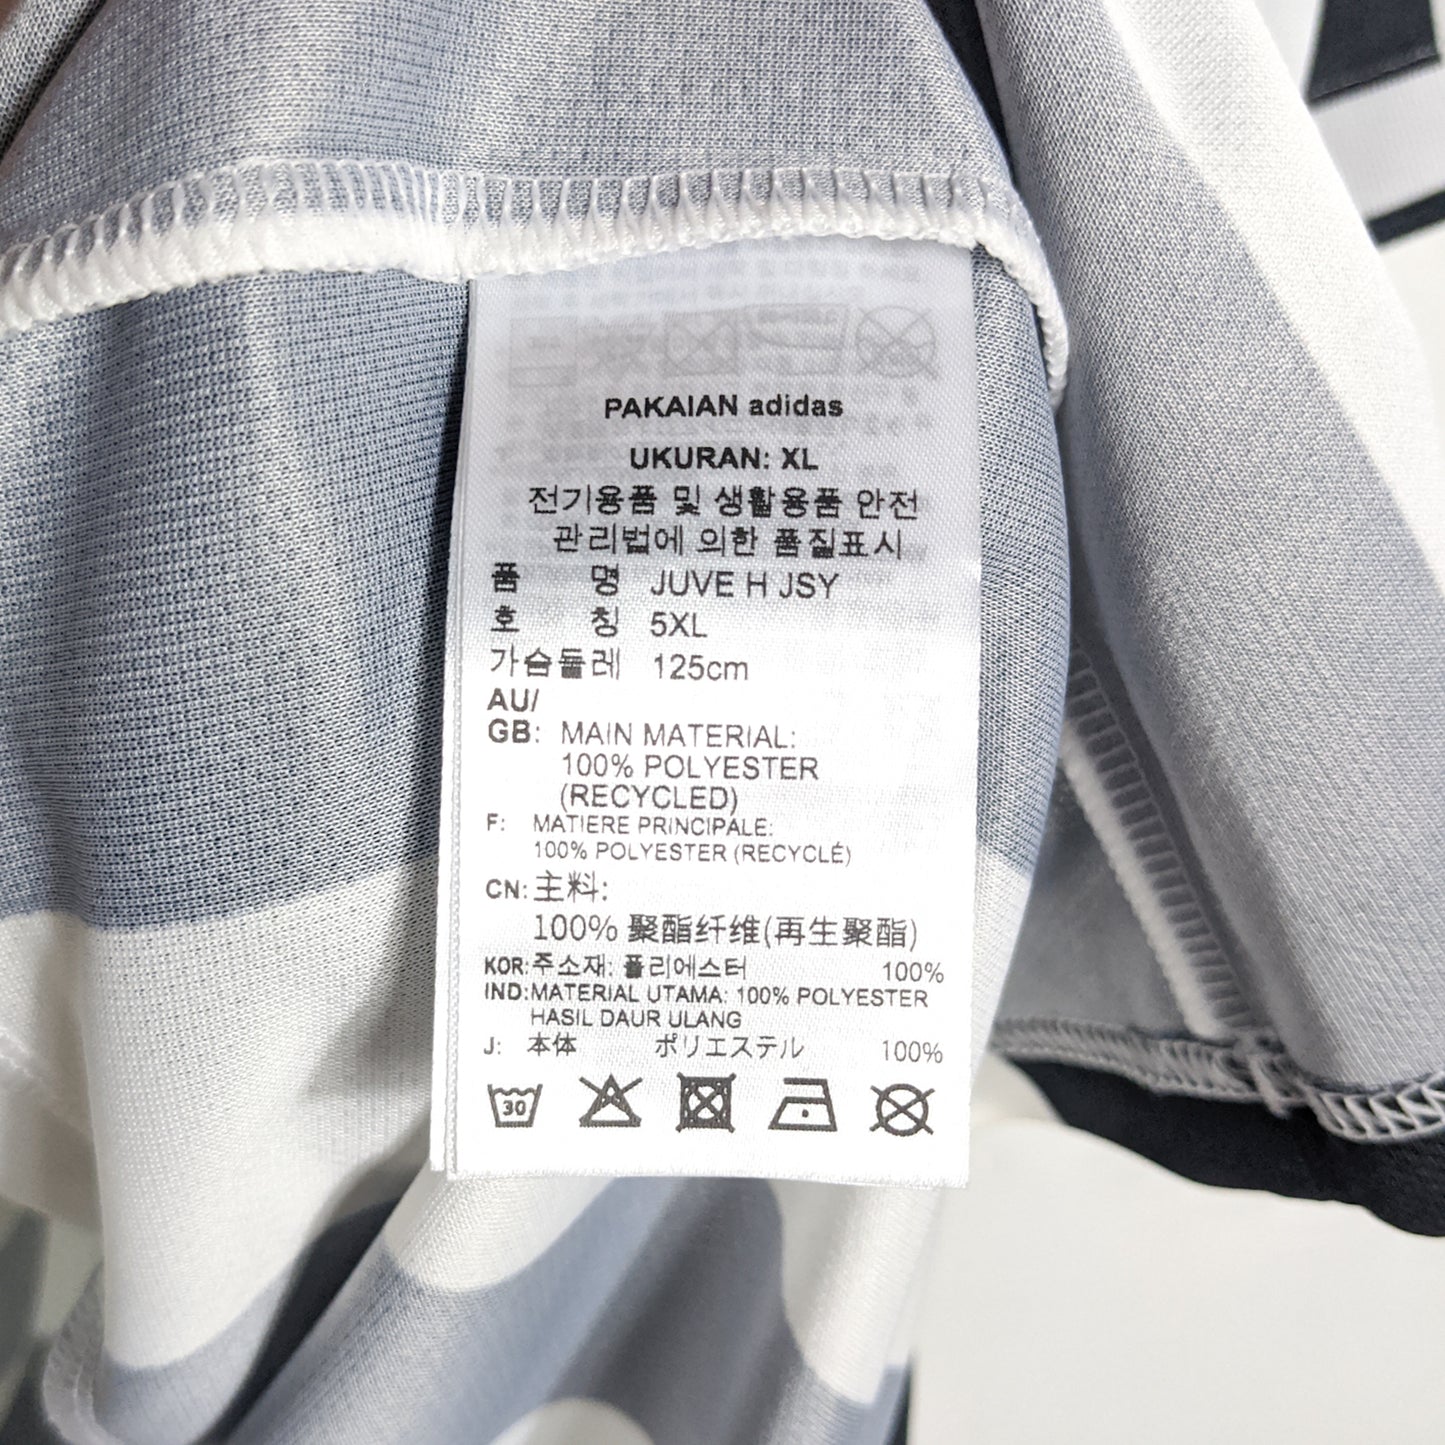 PAKAIAN adidas
UKURAN: XL
전기용품 및 생활용품 안전
관리법에 의한 품질표시
품 명 JUVE H JSY
호 칭 5XL
가슴둘레 125cm
AU/
GB: MAIN MATERIAL:
100% POLYESTER
(RECYCLED)
F: MATIERE PRINCIPALE:
100% POLYESTER (RECYCLÉ)
CN: 主料:
100% 聚酯纤维(再生聚酯)
KOR: 주소재: 폴리에스터 100%
IND: MATERIAL UTAMA: 100% POLYESTER
HASIL DAUR ULANG
J: 本体 ポリエステル 100%
30